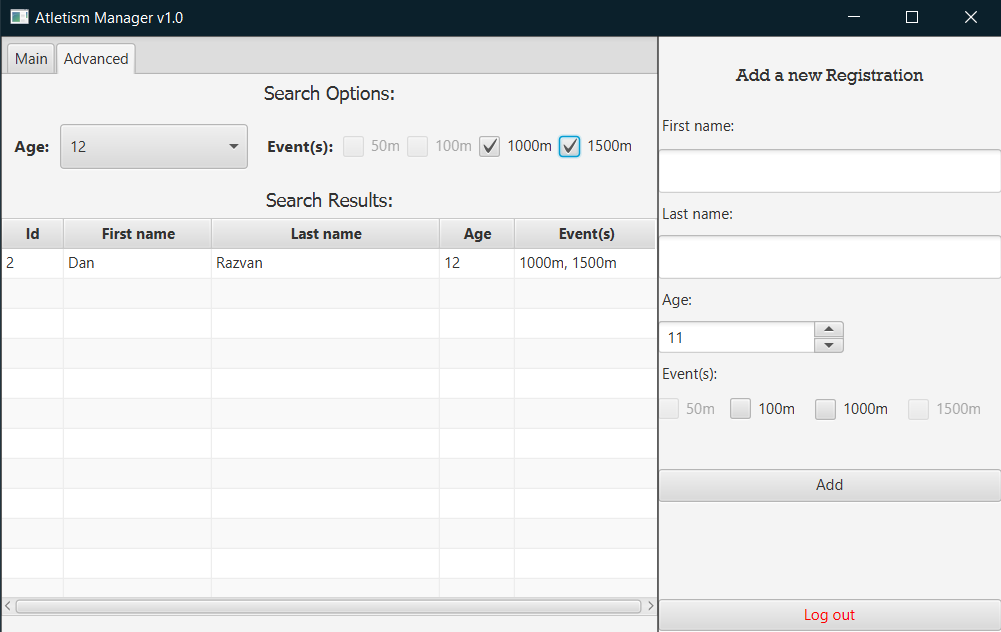 Atletism Manager v1.0
Main Advanced
Search Options:
Age: 12 Event(s): 50m 100m 1000m 1500m
Search Results:
Id First name Last name Age Event(s)
2 Dan Razvan 12 1000m, 1500m
Add a new Registration
First name:
Last name:
Age:
11
Event(s):
50m 100m 1000m 1500m
Add
Log out